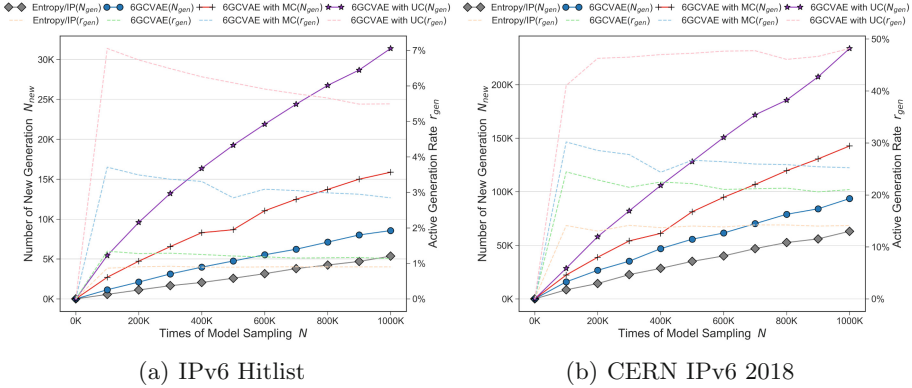 Entropy/IP(Ngen) 6GCVAE(Ngen) 6GCVAE with MC(Ngen) 6GCVAE with UC(Ngen)
Entropy/IP(rgen) 6GCVAE(rgen) 6GCVAE with MC(rgen) 6GCVAE with UC(rgen)
Number of New Generation Nnew
30K
25K
20K
15K
10K
5K
0K
7%
6%
5%
4%
3%
2%
1%
0%
Active Generation Rate rgen
0K 200K 400K 600K 800K 1000K
Times of Model Sampling N
(a) IPv6 Hitlist
Entropy/IP(Ngen) 6GCVAE(Ngen) 6GCVAE with MC(Ngen) 6GCVAE with UC(Ngen)
Entropy/IP(rgen) 6GCVAE(rgen) 6GCVAE with MC(rgen) 6GCVAE with UC(rgen)
Number of New Generation Nnew
200K
150K
100K
50K
0K
50%
40%
30%
20%
10%
0%
Active Generation Rate rgen
0K 200K 400K 600K 800K 1000K
Times of Model Sampling N
(b) CERN IPv6 2018